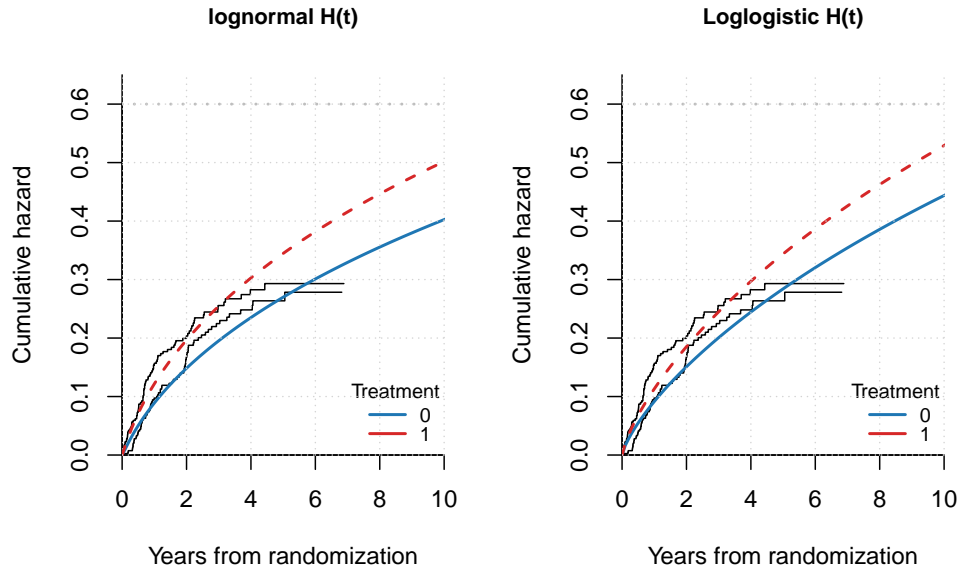 lognormal H(t)
Cumulative hazard
0.0 0.1 0.2 0.3 0.4 0.5 0.6
Treatment
0
1
0 2 4 6 8 10
Years from randomization
Loglogistic H(t)
Cumulative hazard
0.0 0.1 0.2 0.3 0.4 0.5 0.6
Treatment
0
1
0 2 4 6 8 10
Years from randomization